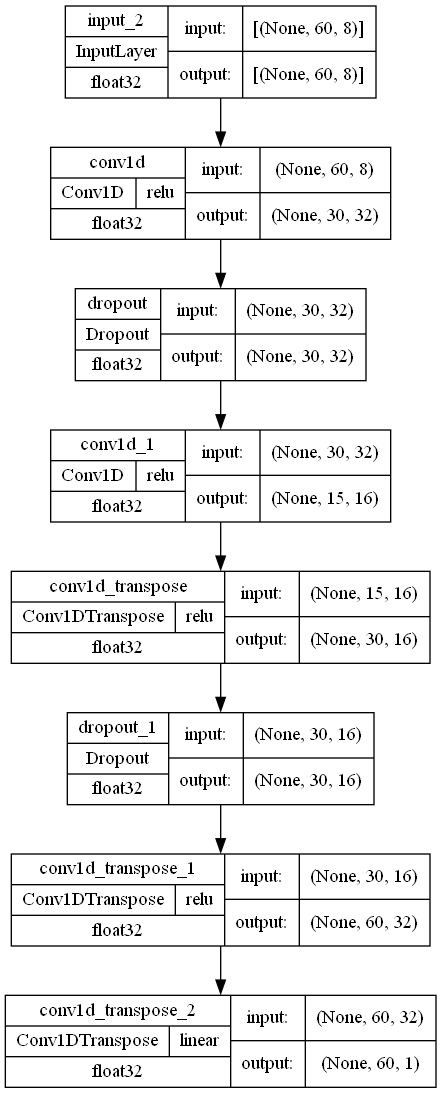 input_2
InputLayer
float32
input:
[(None, 60, 8)]
output:
[(None, 60, 8)]
conv1d
Conv1D
relu
float32
input:
(None, 60, 8)
output:
(None, 30, 32)
dropout
Dropout
float32
input:
(None, 30, 32)
output:
(None, 30, 32)
conv1d_1
Conv1D
relu
float32
input:
(None, 30, 32)
output:
(None, 15, 16)
conv1d_transpose
Conv1DTranspose
relu
float32
input:
(None, 15, 16)
output:
(None, 30, 16)
dropout_1
Dropout
float32
input:
(None, 30, 16)
output:
(None, 30, 16)
conv1d_transpose_1
Conv1DTranspose
relu
float32
input:
(None, 30, 16)
output:
(None, 60, 32)
conv1d_transpose_2
Conv1DTranspose
linear
float32
input:
(None, 60, 32)
output:
(None, 60, 1)